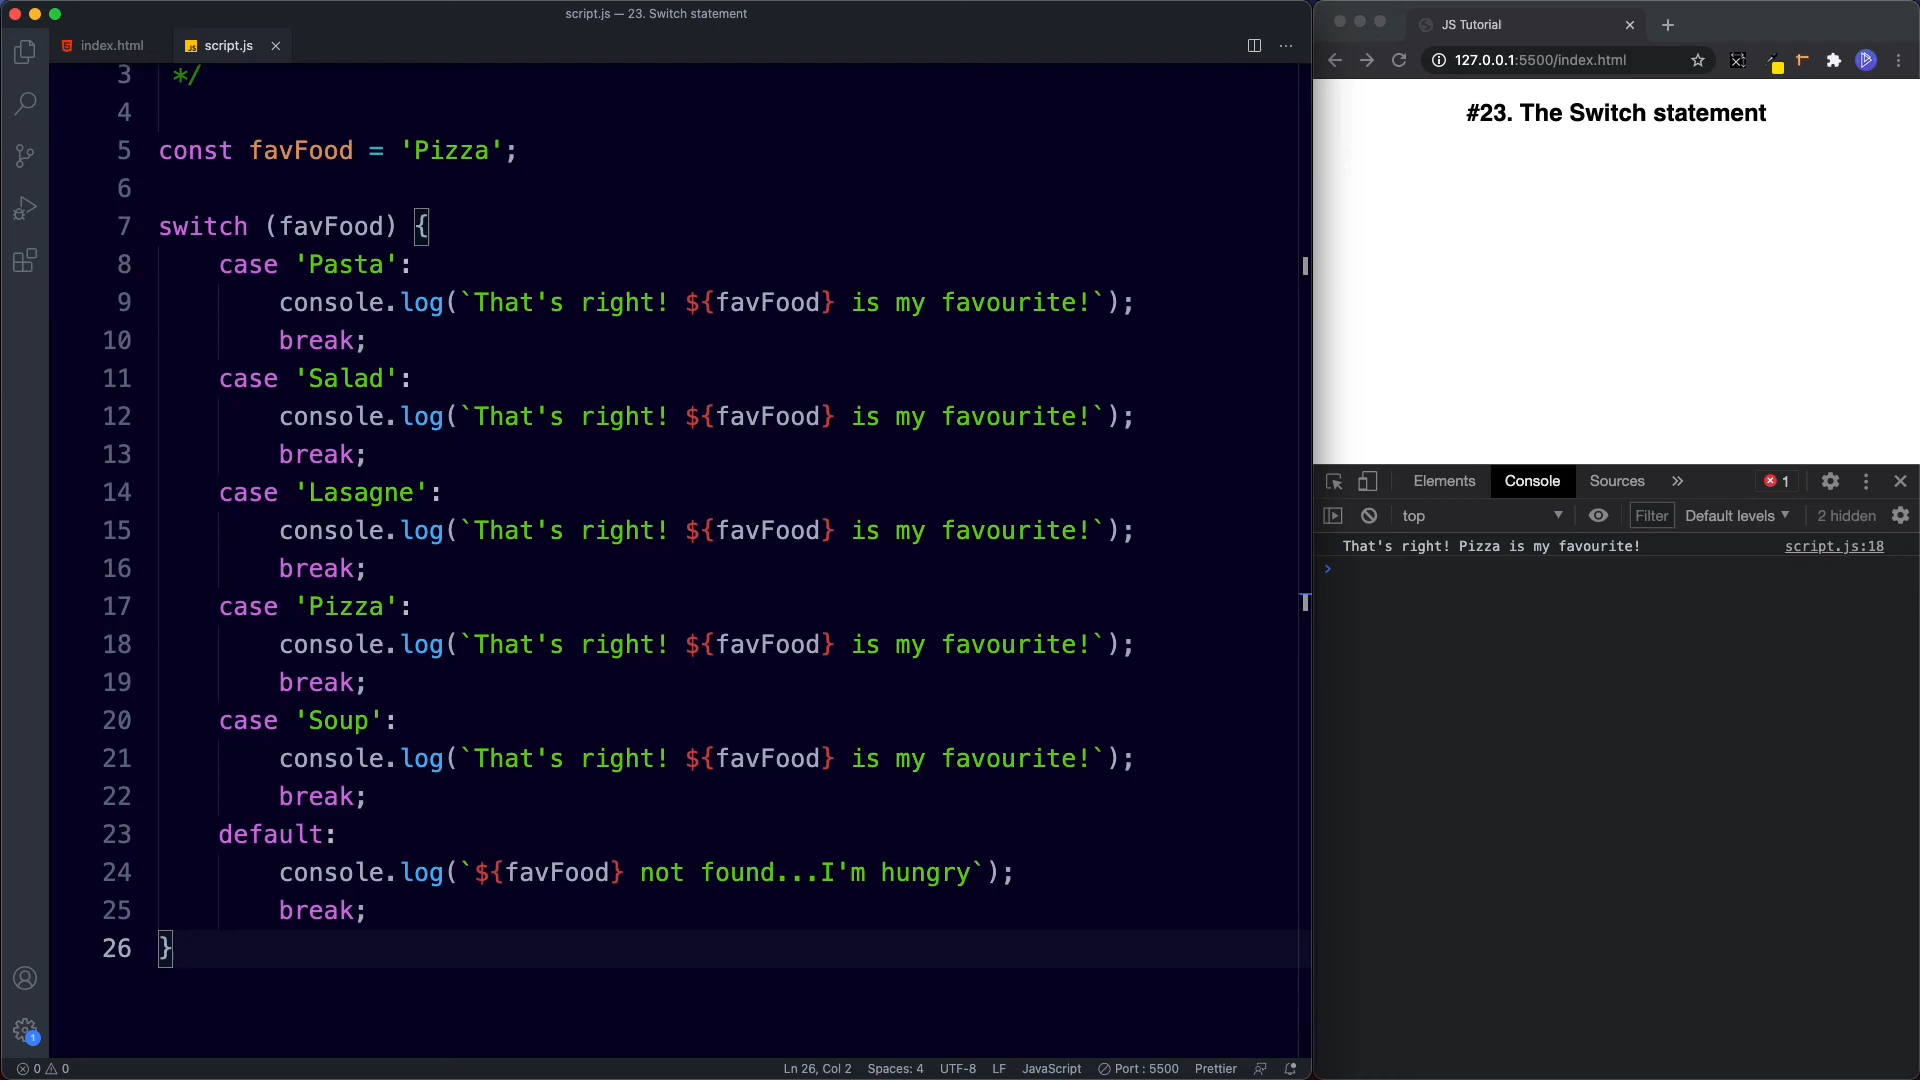 script.js — 23. Switch statement
index.html
script.js
3 */
4
5 const favFood = 'Pizza';
6
7 switch (favFood) {
8 case 'Pasta':
9 console.log(`That's right! ${favFood} is my favourite!`);
10 break;
11 case 'Salad':
12 console.log(`That's right! ${favFood} is my favourite!`);
13 break;
14 case 'Lasagne':
15 console.log(`That's right! ${favFood} is my favourite!`);
16 break;
17 case 'Pizza':
18 console.log(`That's right! ${favFood} is my favourite!`);
19 break;
20 case 'Soup':
21 console.log(`That's right! ${favFood} is my favourite!`);
22 break;
23 default:
24 console.log(`${favFood} not found...I'm hungry`);
25 break;
26 }
1
0 0
Ln 26, Col 2 Spaces: 4 UTF-8 LF JavaScript Port : 5500 Prettier
JS Tutorial
127.0.0.1:5500/index.html
#23. The Switch statement
Elements Console Sources » 1
top Filter Default levels 2 hidden
That's right! Pizza is my favourite! script.js:18